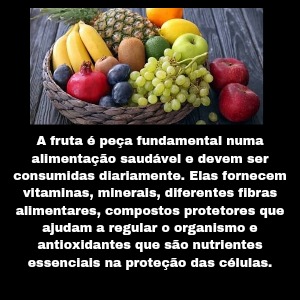 A fruta é peça fundamental numa
alimentação saudável e devem ser
consumidas diariamente. Elas fornecem
vitaminas, minerais, diferentes fibras
alimentares, compostos protetores que
ajudam a regular o organismo e
antioxidantes que são nutrientes
essenciais na proteção das células.